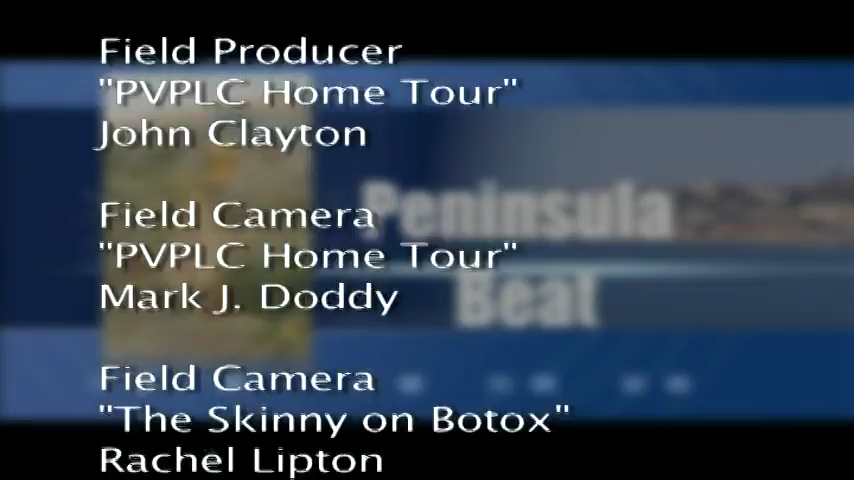 Field Producer
"PVPLC Home Tour"
John Clayton
Field Camera
"PVPLC Home Tour"
Mark J. Doddy
Field Camera
"The Skinny on Botox"
Rachel Lipton
Peninsula
Beat